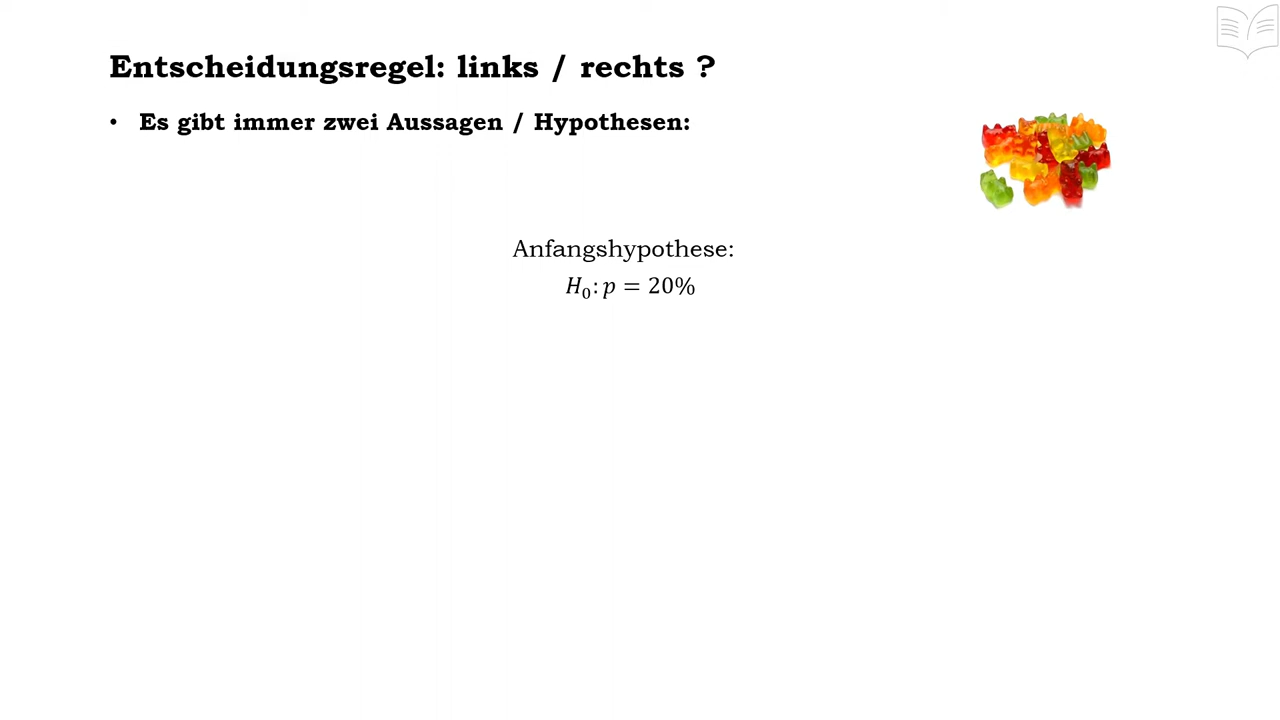 Entscheidungsregel: links / rechts ?
• Es gibt immer zwei Aussagen / Hypothesen:
Anfangshypothese:
H₀: p = 20%